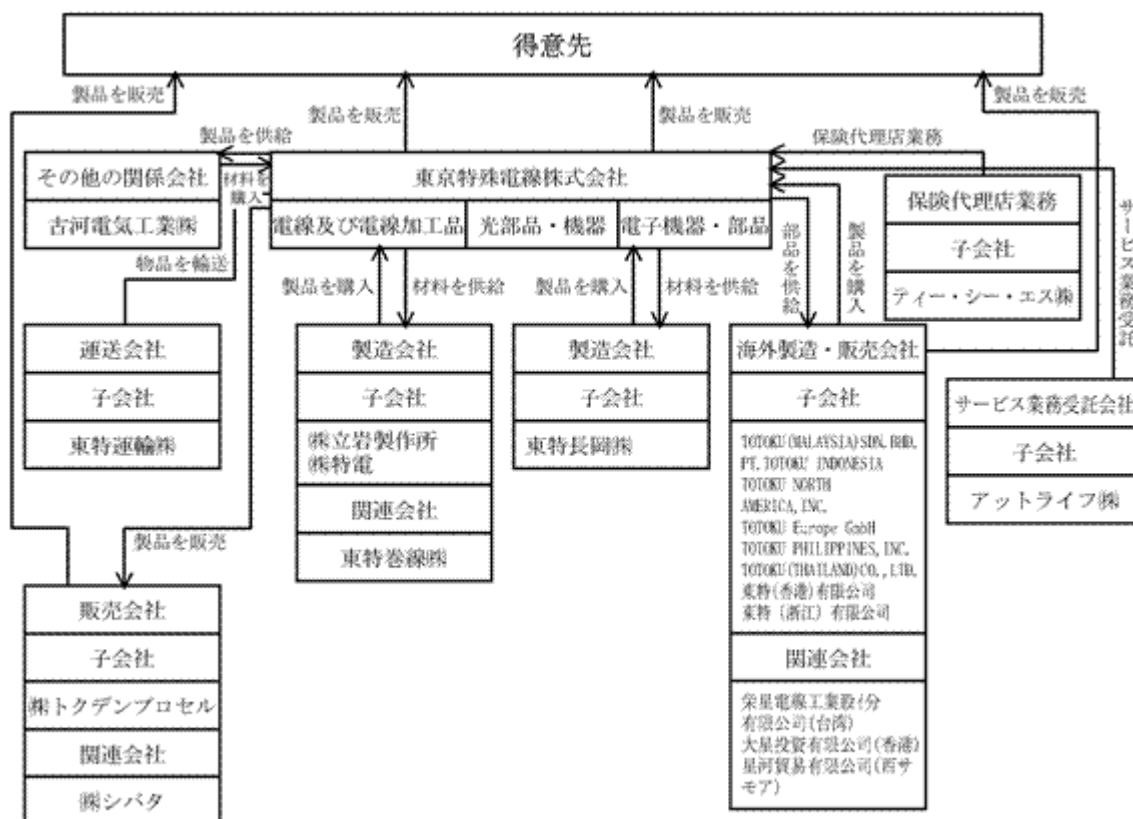 得意先
製品を販売
製品を販売
製品を販売
製品を販売
製品を供給
保険代理店業務
その他の関係会社
古河電気工業㈱
材料を
購入
東京特殊電線株式会社
電線及び電線加工品
光部品・機器
電子機器・部品
保険代理店業務
子会社
ティー・シー・エス㈱
サービス業務受託
物品を輸送
製品を購入
材料を供給
製品を購入
材料を供給
部品を供給
製品を購入
運送会社
子会社
東特運輸㈱
製造会社
子会社
㈱立岩製作所
㈱特電
関連会社
東特巻線㈱
製造会社
子会社
東特長岡㈱
海外製造・販売会社
子会社
TOTOKU(MALAYSIA)SDN.BHD.
PT.TOTOKU INDONESIA
TOTOKU NORTH
AMERICA,INC.
TOTOKU Europe GmbH
TOTOKU PHILIPPINES,INC.
TOTOKU(THAILAND)CO.,LTD.
東特(香港)有限公司
東特（浙江）有限公司
関連会社
栄星電線工業股份
有限公司(台湾)
大星投資有限公司(香港)
星河貿易有限公司(西サ
モア)
サービス業務受託会社
子会社
アットライフ㈱
製品を販売
販売会社
子会社
㈱トクデンプロセル
関連会社
㈱シバタ